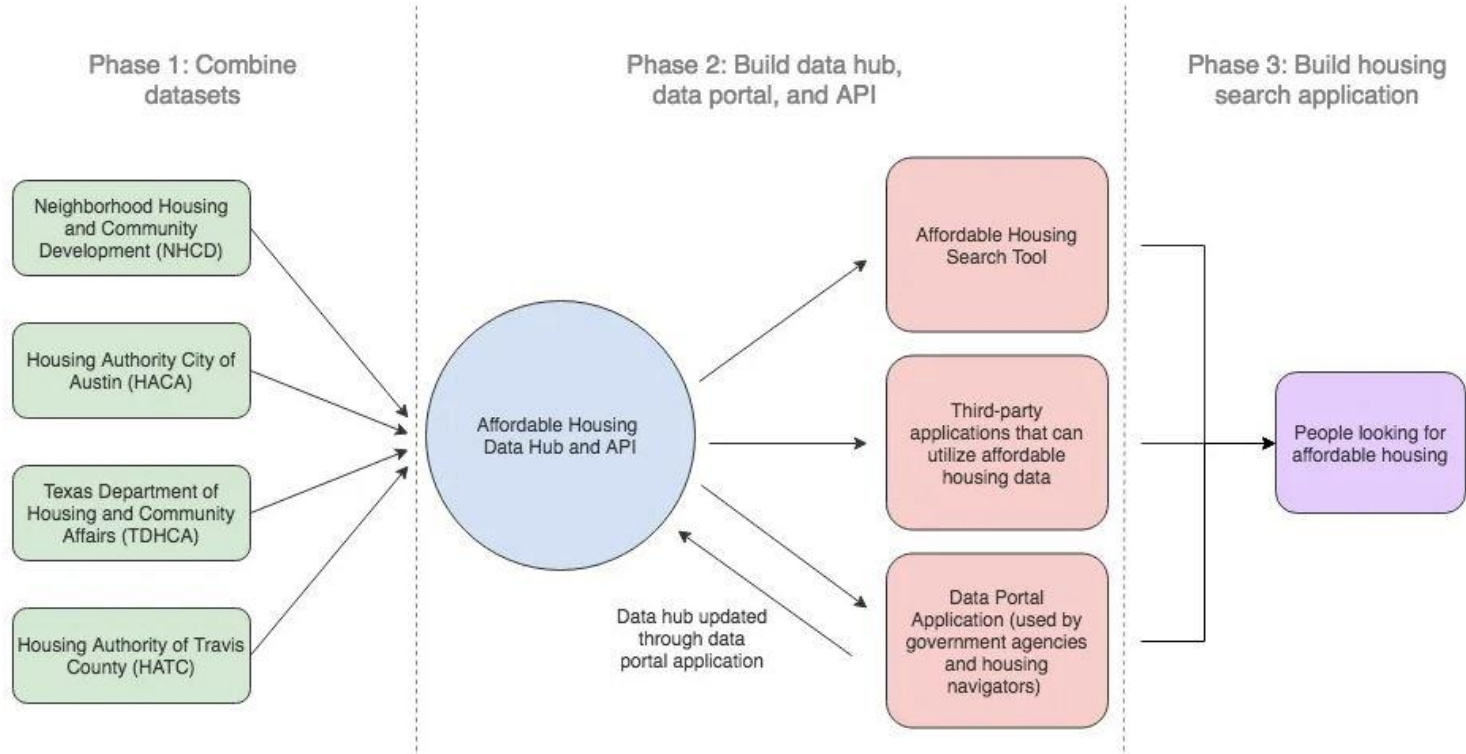 Phase 1: Combine
datasets
Phase 2: Build data hub,
data portal, and API
Phase 3: Build housing
search application
Neighborhood Housing
and Community
Development (NHCD)
Housing Authority City of
Austin (HACA)
Texas Department of
Housing and Community
Affairs (TDHCA)
Housing Authority of Travis
County (HATC)
Affordable Housing
Data Hub and API
Data hub updated
through data
portal application
Affordable Housing
Search Tool
Third-party
applications that can
utilize affordable
housing data
Data Portal
Application (used by
government agencies
and housing
navigators)
People looking for
affordable housing